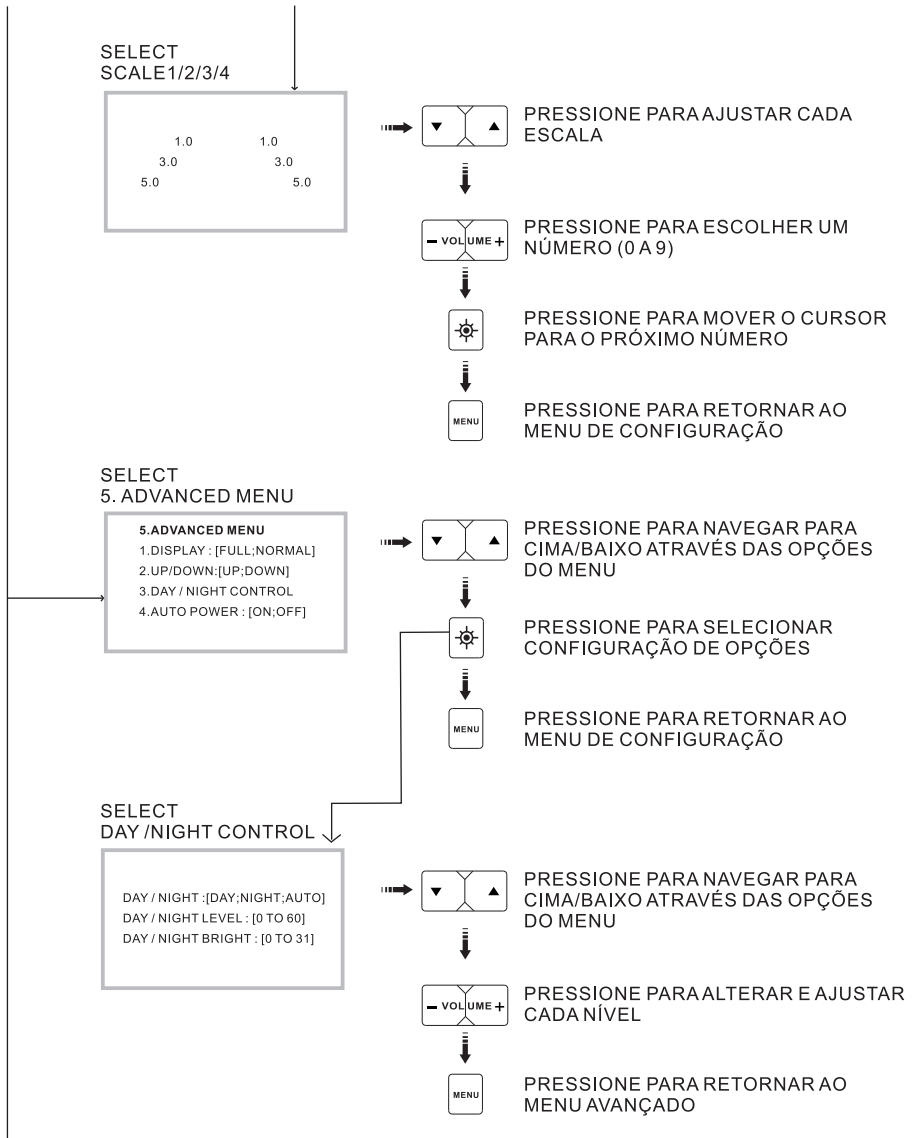 SELECT
SCALE1/2/3/4
1.0 1.0
3.0 3.0
5.0 5.0
PRESSIONE PARA AJUSTAR CADA
ESCALA
- VOLUME +
PRESSIONE PARA ESCOLHER UM
NÚMERO (0 A 9)
PRESSIONE PARA MOVER O CURSOR
PARA O PRÓXIMO NÚMERO
MENU
PRESSIONE PARA RETORNAR AO
MENU DE CONFIGURAÇÃO
SELECT
5. ADVANCED MENU
5.ADVANCED MENU
1.DISPLAY : [FULL;NORMAL]
2.UP/DOWN:[UP;DOWN]
3.DAY / NIGHT CONTROL
4.AUTO POWER : [ON;OFF]
PRESSIONE PARA NAVEGAR PARA
CIMA/BAIXO ATRAVÉS DAS OPÇÕES
DO MENU
PRESSIONE PARA SELECIONAR
CONFIGURAÇÃO DE OPÇÕES
MENU
PRESSIONE PARA RETORNAR AO
MENU DE CONFIGURAÇÃO
SELECT
DAY /NIGHT CONTROL
DAY / NIGHT :[DAY;NIGHT;AUTO]
DAY / NIGHT LEVEL : [0 TO 60]
DAY / NIGHT BRIGHT : [0 TO 31]
PRESSIONE PARA NAVEGAR PARA
CIMA/BAIXO ATRAVÉS DAS OPÇÕES
DO MENU
- VOLUME +
PRESSIONE PARA ALTERAR E AJUSTAR
CADA NÍVEL
MENU
PRESSIONE PARA RETORNAR AO
MENU AVANÇADO